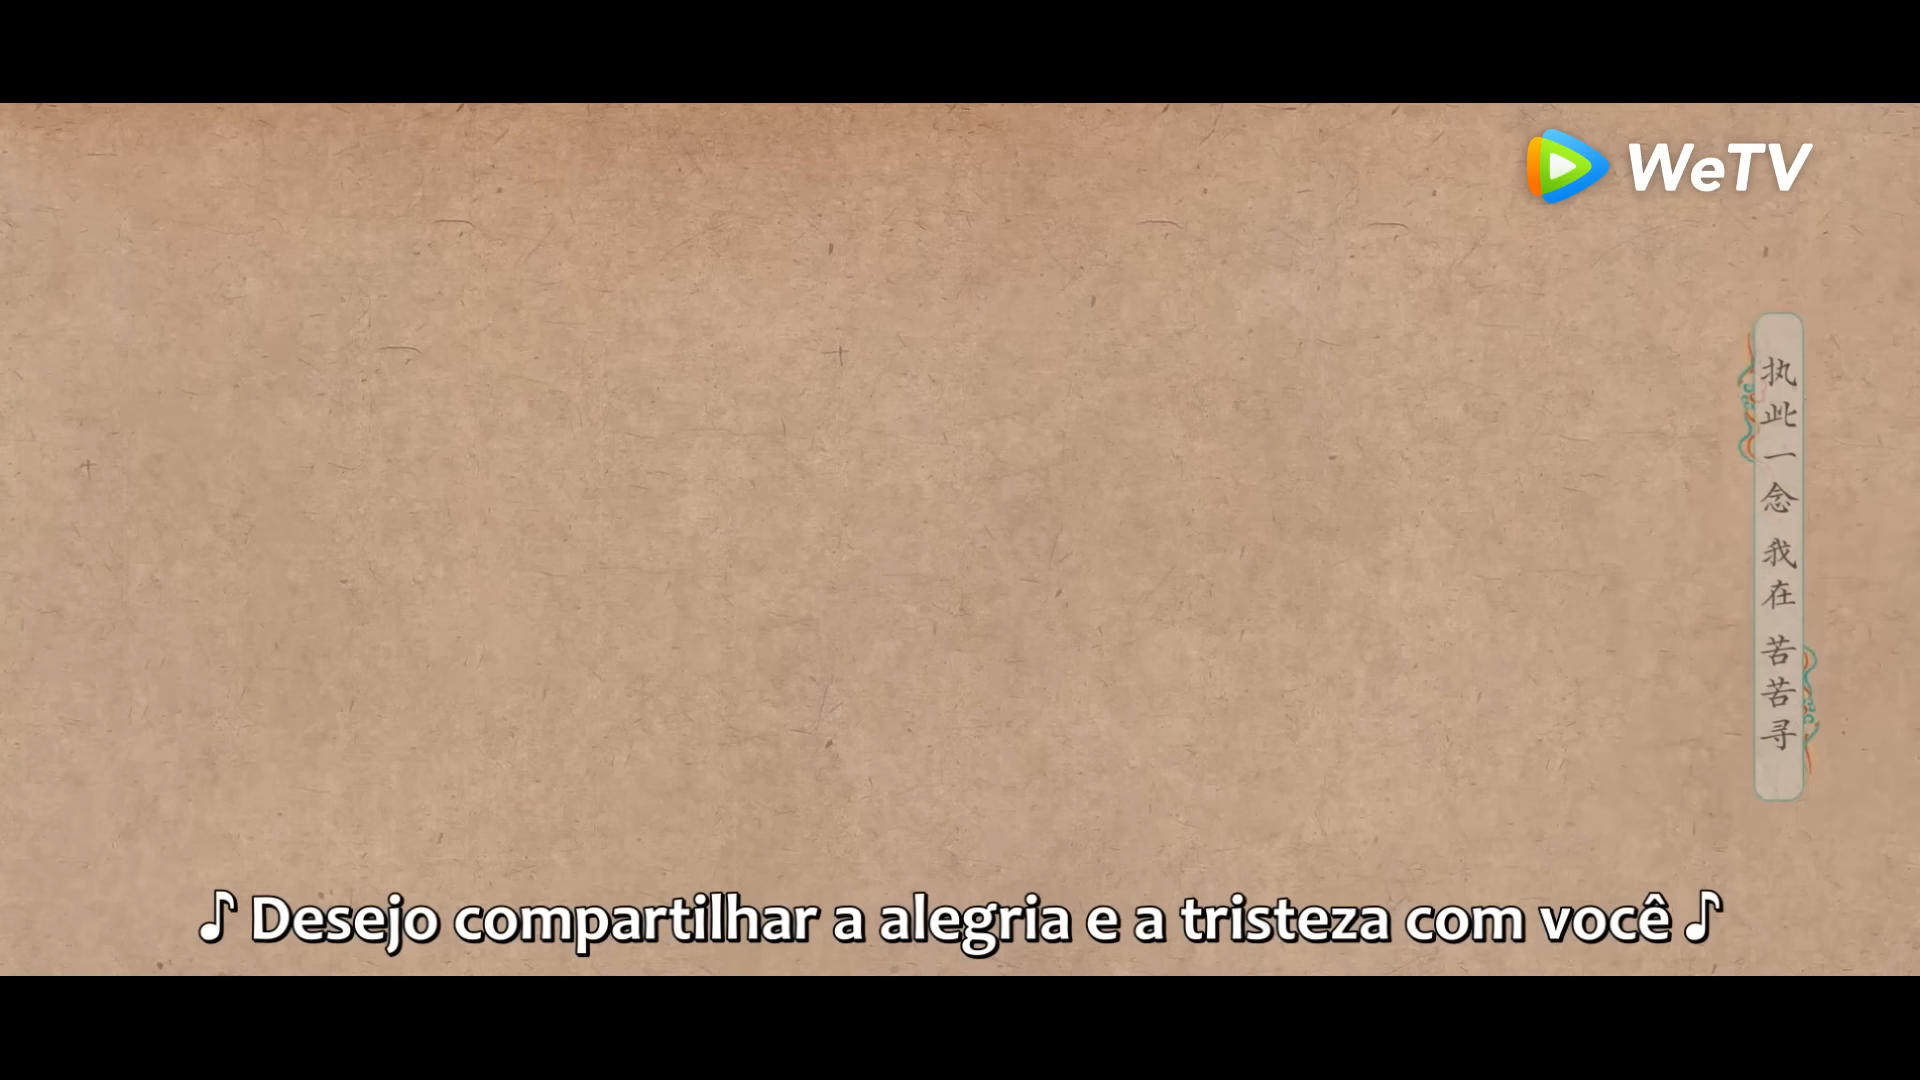 WeTV
执此一念 我在 苦苦寻
♪ Desejo compartilhar a alegria e a tristeza com você ♪